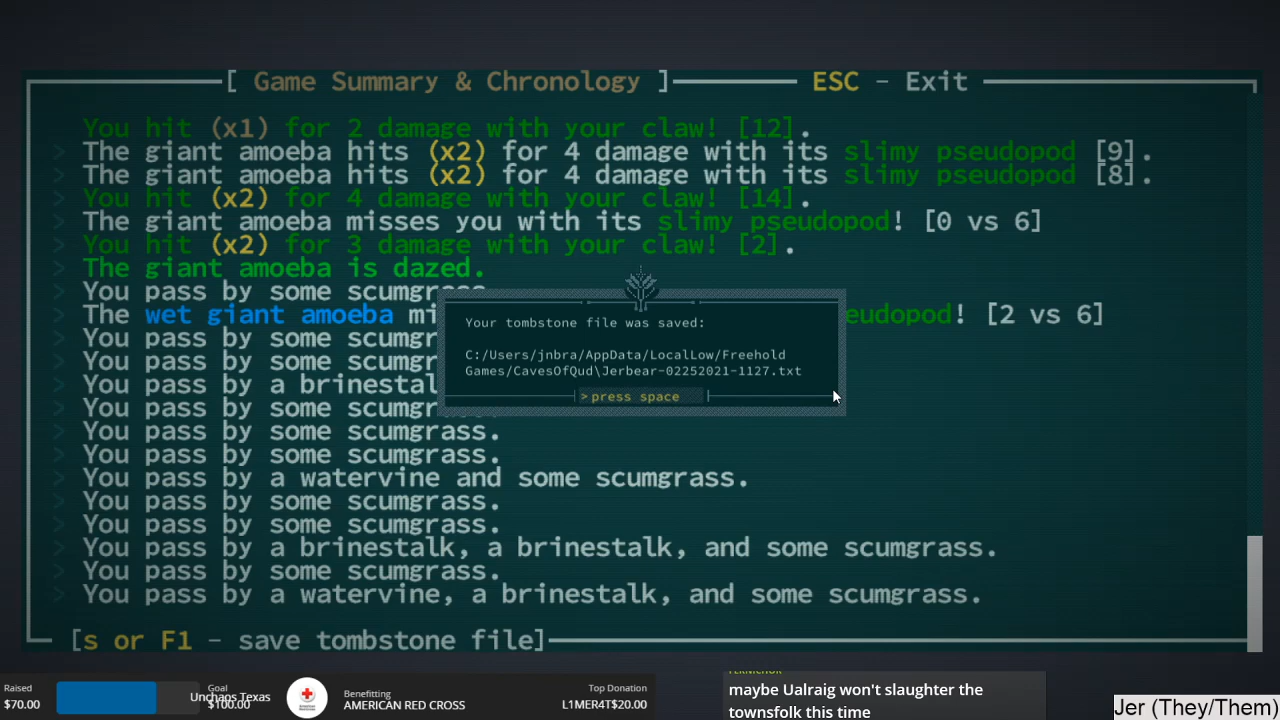 [ Game Summary & Chronology ] ESC - Exit
You hit (x1) for 2 damage with your claw! [12].
> The giant amoeba hits (x2) for 4 damage with its slimy pseudopod [9].
> The giant amoeba hits (x2) for 4 damage with its slimy pseudopod [8].
> You hit (x2) for 4 damage with your claw! [14].
> The giant amoeba misses you with its slimy pseudopod! [0 vs 6]
> You hit (x2) for 3 damage with your claw! [2].
> The giant amoeba is dazed.
> You pass by some scumgrass.
> The wet giant amoeba mi eudopod! [2 vs 6]
> You pass by some scumgr
> You pass by some scumgr
> You pass by a brinestal
> You pass by some scumgrass.
> You pass by some scumgrass.
> You pass by some scumgrass.
> You pass by a watervine and some scumgrass.
> You pass by some scumgrass.
> You pass by some scumgrass.
> You pass by a brinestalk, a brinestalk, and some scumgrass.
> You pass by some scumgrass.
> You pass by a watervine, a brinestalk, and some scumgrass.
Your tombstone file was saved:
C:/Users/jnbra/AppData/LocalLow/Freehold
Games/CavesOfQud\Jerbear-02252021-1127.txt
>press space
[s or F1 - save tombstone file]
Raised
$70.00
Goal
$100.00
Unchaos Texas
Benefitting
AMERICAN RED CROSS
Top Donation
L1MER4T$20.00
maybe Ualraig won't slaughter the
townsfolk this time
Jer (They/Them)